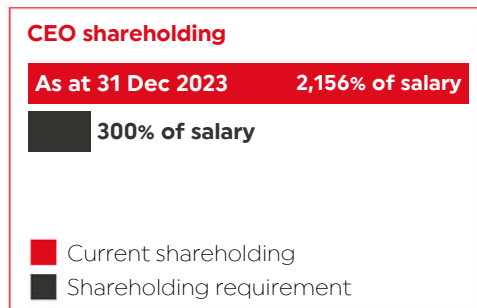 CEO shareholding
As at 31 Dec 2023 2,156% of salary
300% of salary
Current shareholding
Shareholding requirement